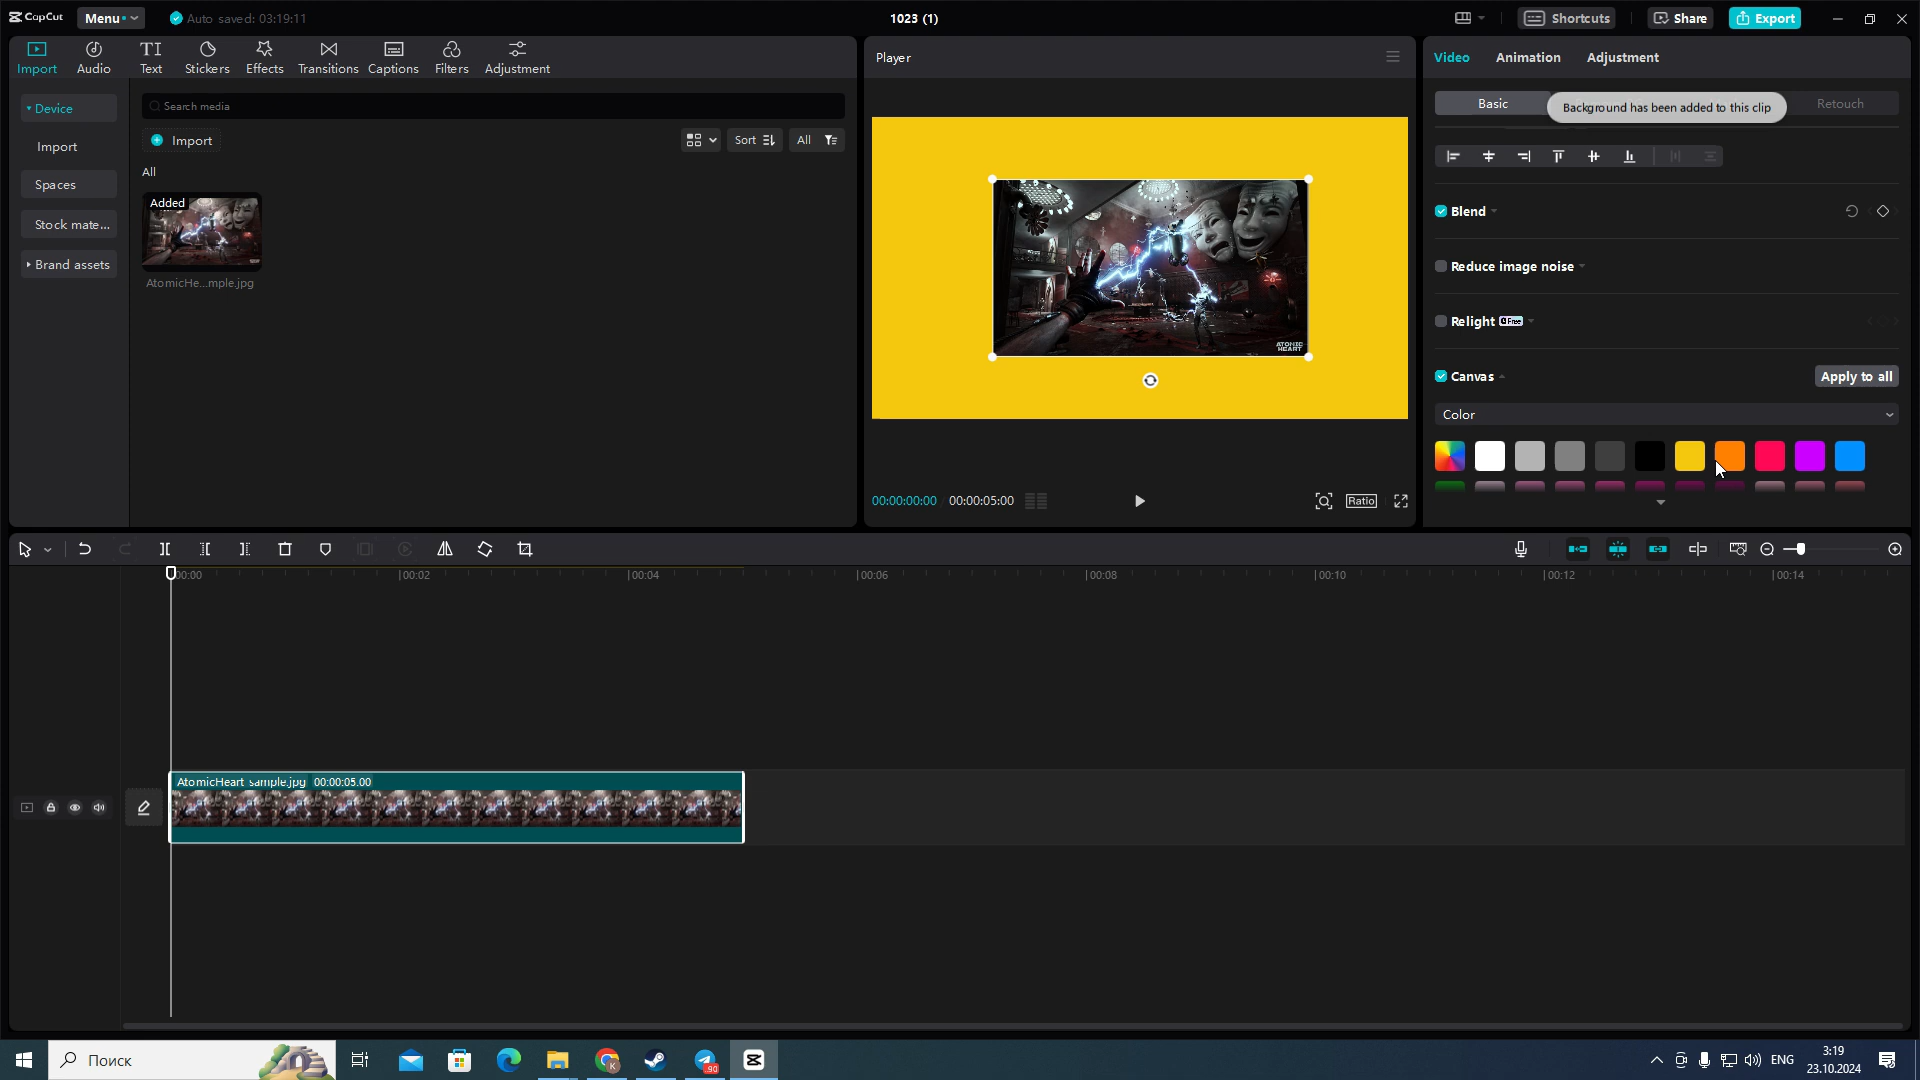 CapCut
Menu
Auto saved: 03:19:11
1023 (1)
Shortcuts
Share
Export
Import
Audio
TI
Text
Stickers
Effects
Transitions
Captions
Filters
Adjustment
Device
Import
Spaces
Stock mate...
Brand assets
Search media
Import
Sort
All
All
Added
AtomicHe...mple.jpg
Player
ATOMIC
HEART
00:00:00:00
00:00:05:00
Ratio
Video
Animation
Adjustment
Basic
Background has been added to this clip
Retouch
Blend
Reduce image noise
Relight Free
Canvas
Apply to all
Color
00:00
00:02
00:04
00:06
00:08
00:10
00:12
00:14
AtomicHeart sample.jpg 00:00:05:00
Поиск
90
ENG
3:19
23.10.2024